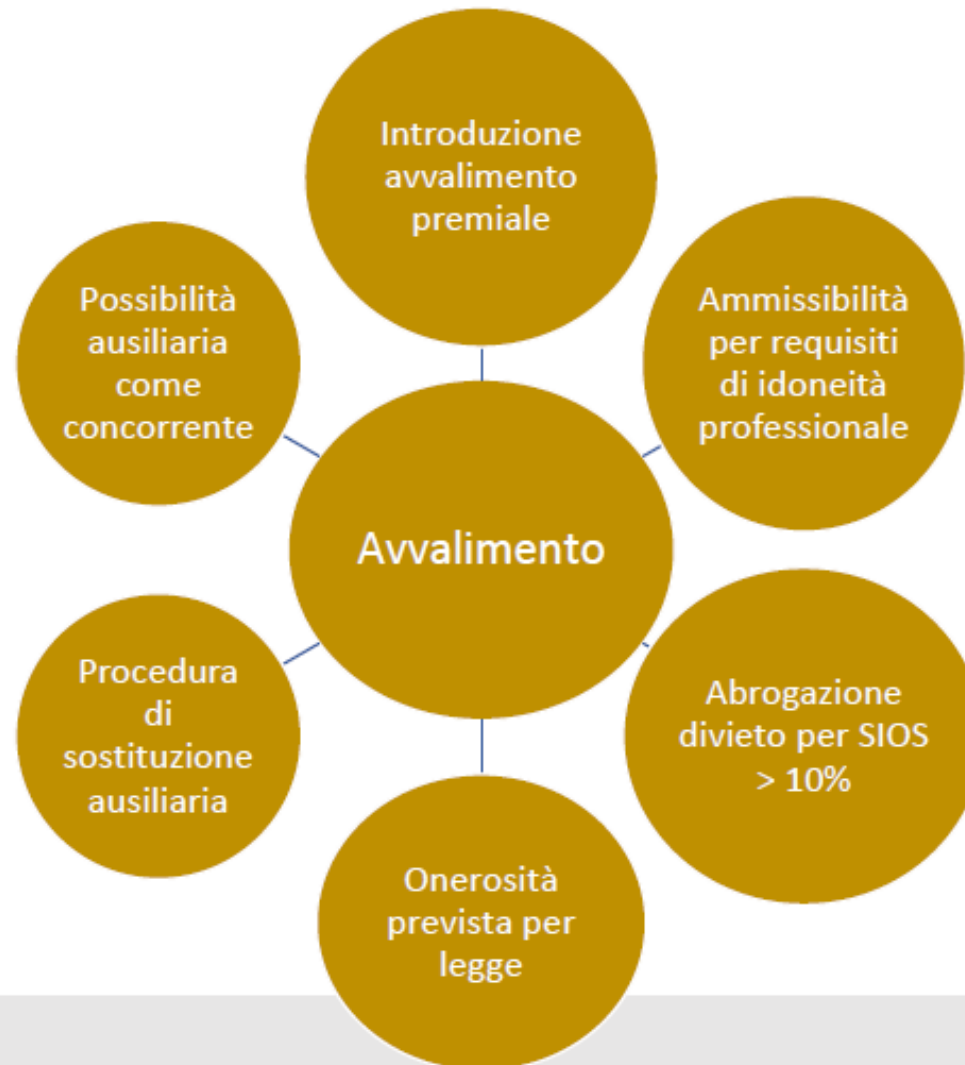 Introduzione
avvalimento
premiale
Ammissibilità
per requisiti
di idoneità
professionale
Abrogazione
divieto per SIOS
> 10%
Onerosità
prevista per
legge
Procedura
di
sostituzione
ausiliaria
Possibilità
ausiliaria
come
concorrente
Avvalimento